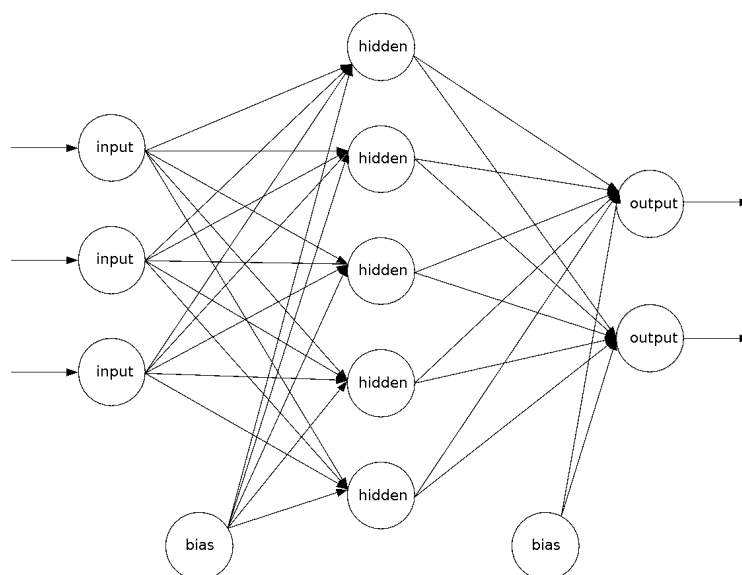 hidden
input
hidden
output
input
hidden
output
input
hidden
hidden
bias
bias